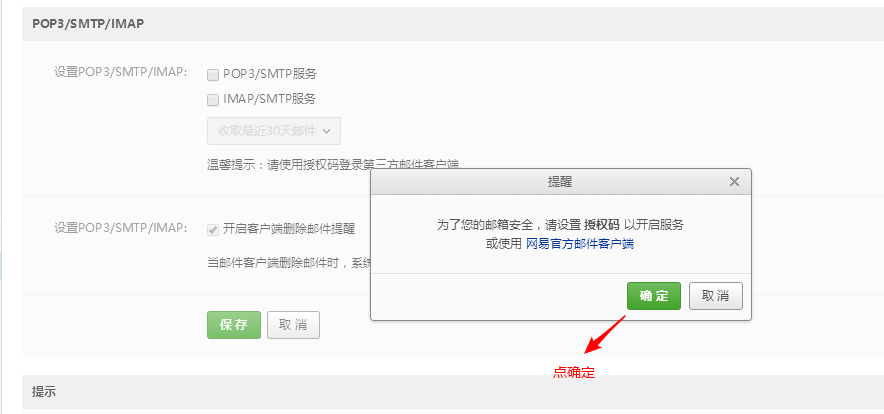 POP3/SMTP/IMAP
设置POP3/SMTP/IMAP:
POP3/SMTP服务
IMAP/SMTP服务
收取最近30天邮件
温馨提示：请使用授权码登录第三方邮件客户端
提醒
为了您的邮箱安全，请设置 授权码 以开启服务
或使用 网易官方邮件客户端
确 定
取 消
设置POP3/SMTP/IMAP:
开启客户端删除邮件提醒
当邮件客户端删除邮件时，系统
保 存
取 消
点确定
提示